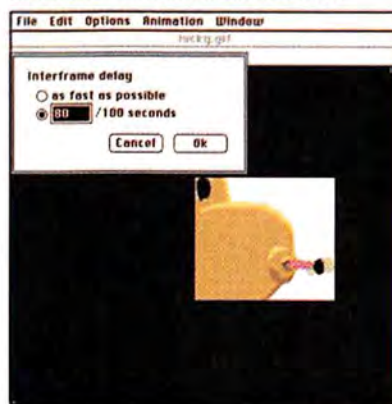 File Edit Options Animation Window
Interframe delay
as fast as possible
80 /100 seconds
Cancel Ok